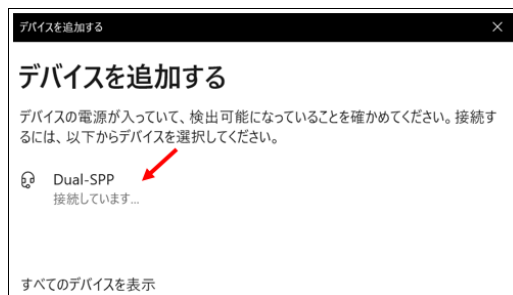 デバイスを追加する
デバイスを追加する
デバイスの電源が入っていて、検出可能になっていることを確かめてください。接続す
るには、以下からデバイスを選択してください。
Dual-SPP
接続しています...
すべてのデバイスを表示